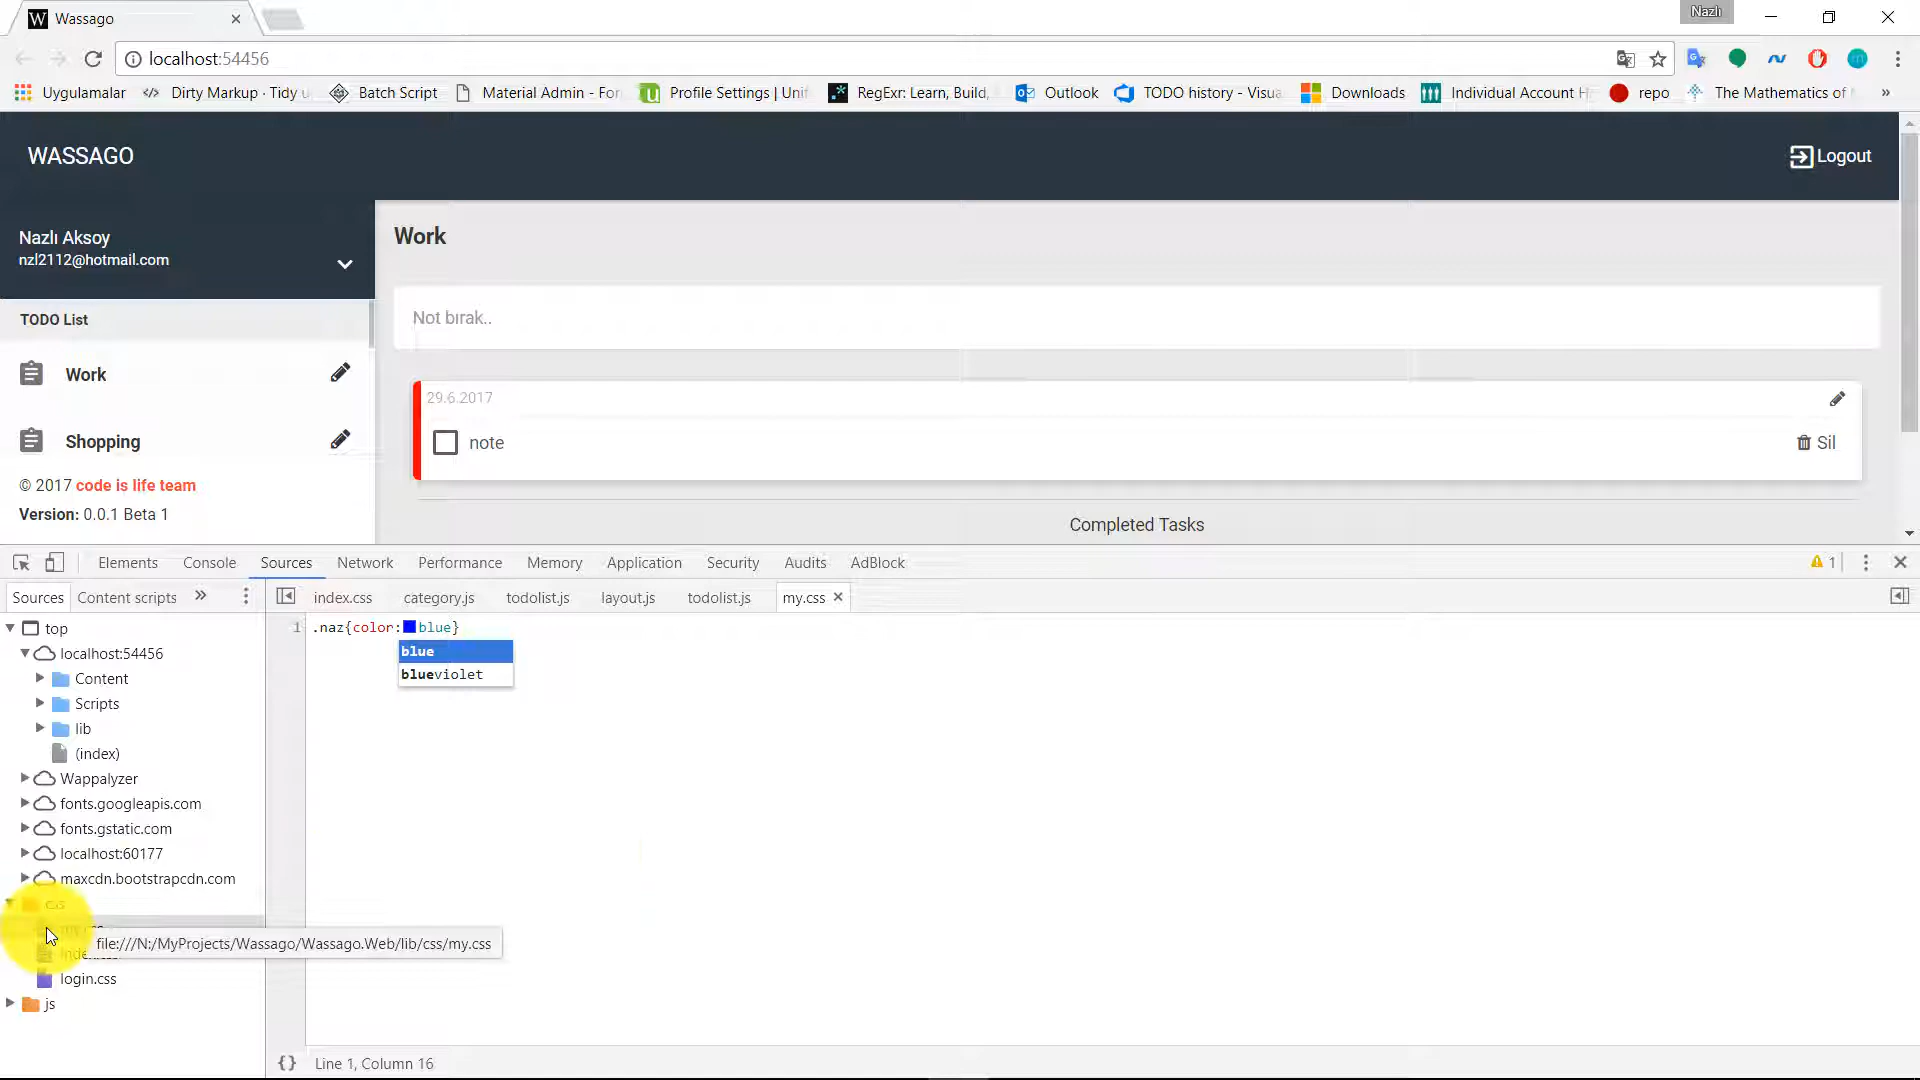 Wassago
Nazlı
localhost:54456
Uygulamalar
Dirty Markup · Tidy u
Batch Script
Material Admin - For
Profile Settings | Unif
RegExr: Learn, Build,
Outlook
TODO history - Visua
Downloads
Individual Account H
repo
The Mathematics of
»
WASSAGO
Logout
Nazlı Aksoy
nzl2112@hotmail.com
TODO List
Work
Shopping
© 2017 code is life team
Version: 0.0.1 Beta 1
Work
Not bırak..
29.6.2017
note
Sil
Completed Tasks
Elements Console Sources Network Performance Memory Application Security Audits AdBlock
1
Sources Content scripts »
index.css category.js todolist.js layout.js todolist.js my.css
top
localhost:54456
Content
Scripts
lib
(index)
Wappalyzer
fonts.googleapis.com
fonts.gstatic.com
localhost:60177
maxcdn.bootstrapcdn.com
css
my.css
file:///N:/MyProjects/Wassago/Wassago.Web/lib/css/my.css
index.css
login.css
js
1 .naz{color:blue}
blue
blueviolet
{} Line 1, Column 16